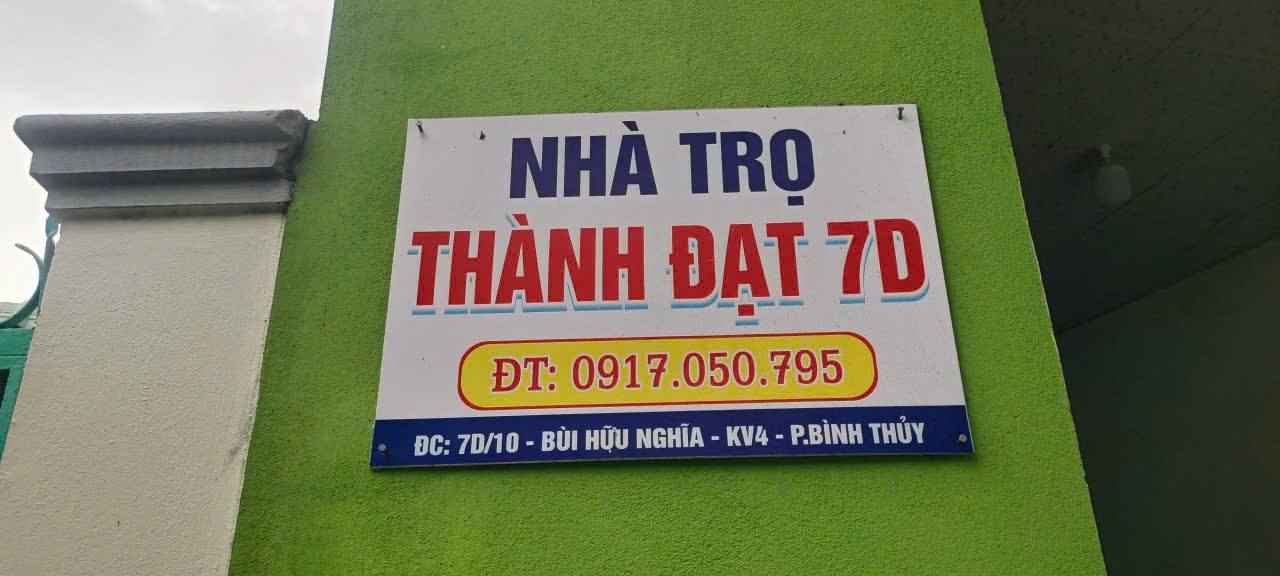 NHÀ TRỌ
THÀNH ĐẠT 7D
ĐT: 0917.050.795
ĐC: 7D/10 - BÙI HỮU NGHĨA - KV4 - P.BÌNH THỦY